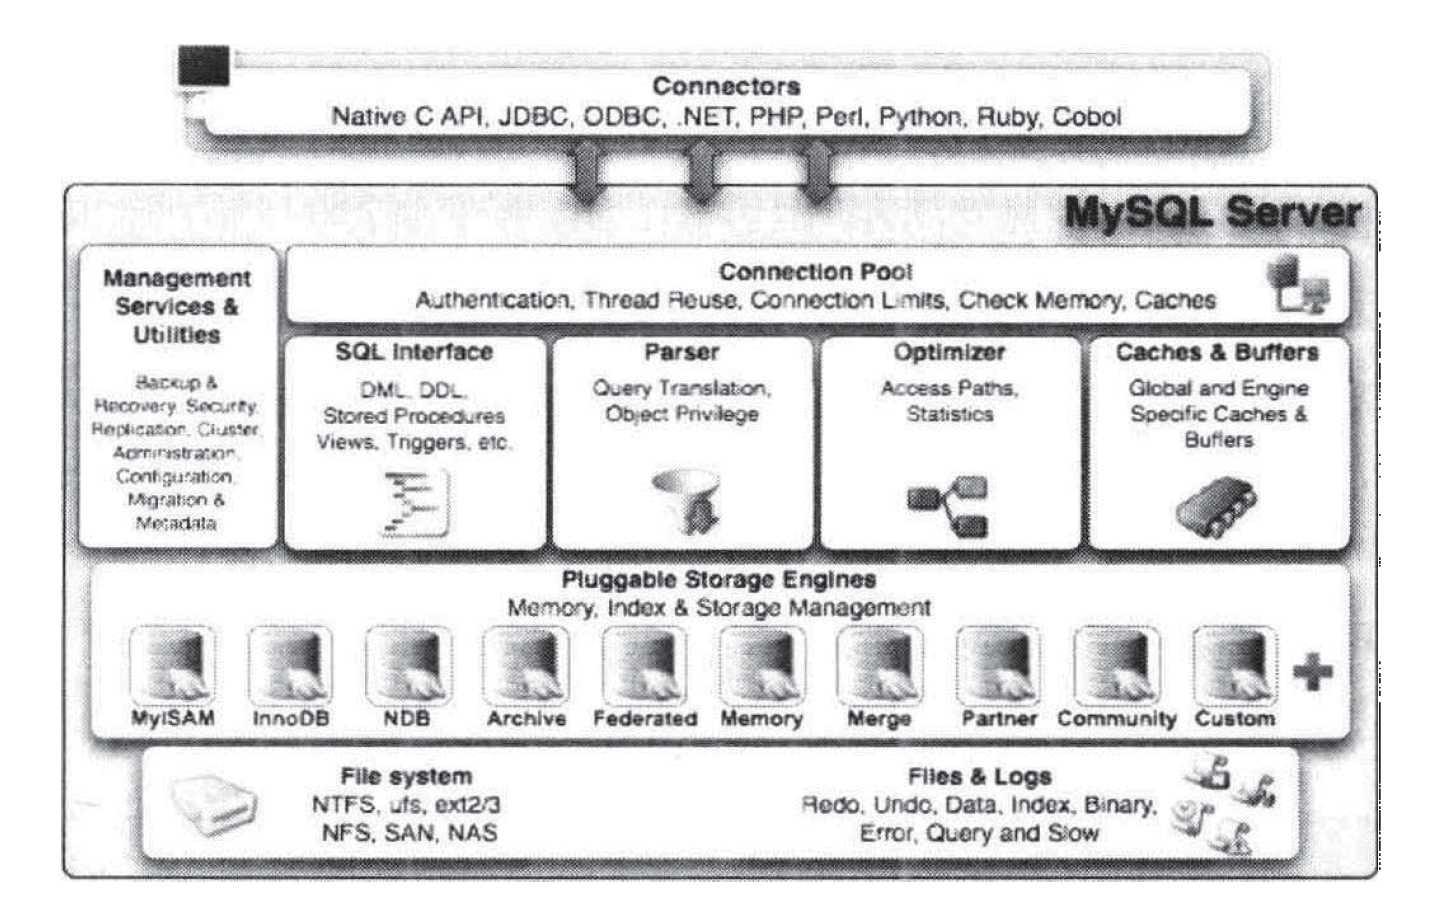 Connectors
Native C API, JDBC, ODBC, .NET, PHP, Perl, Python, Ruby, Cobol
MySQL Server
Management
Services &
Utilities
Backup &
Recovery, Security,
Replication, Cluster,
Administration,
Configuration,
Migration &
Metadata
Connection Pool
Authentication, Thread Reuse, Connection Limits, Check Memory, Caches
SQL Interface
DML, DDL,
Stored Procedures
Views, Triggers, etc.
Parser
Query Translation,
Object Privilege
Optimizer
Access Paths,
Statistics
Caches & Buffers
Global and Engine
Specific Caches &
Buffers
Pluggable Storage Engines
Memory, Index & Storage Management
MyISAM
InnoDB
NDB
Archive
Federated
Memory
Merge
Partner
Community
Custom
File system
NTFS, ufs, ext2/3
NFS, SAN, NAS
Files & Logs
Redo, Undo, Data, Index, Binary,
Error, Query and Slow